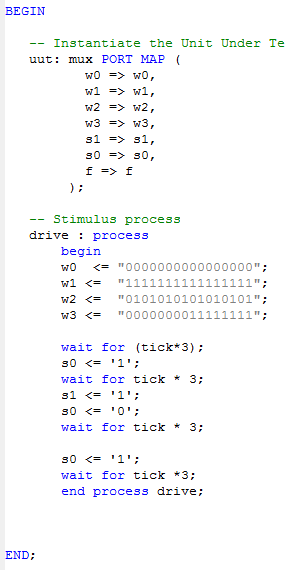 BEGIN
-- Instantiate the Unit Under Te
uut: mux PORT MAP (
w0 => w0,
w1 => w1,
w2 => w2,
w3 => w3,
s1 => s1,
s0 => s0,
f => f
);
-- Stimulus process
drive : process
begin
w0  <= "0000000000000000";
w1 <=  "1111111111111111";
w2 <=  "0101010101010101";
w3 <=  "0000000011111111";
wait for (tick*3);
s0 <= '1';
wait for tick * 3;
s1 <= '1';
s0 <= '0';
wait for tick * 3;
s0 <= '1';
wait for tick *3;
end process drive;
END;